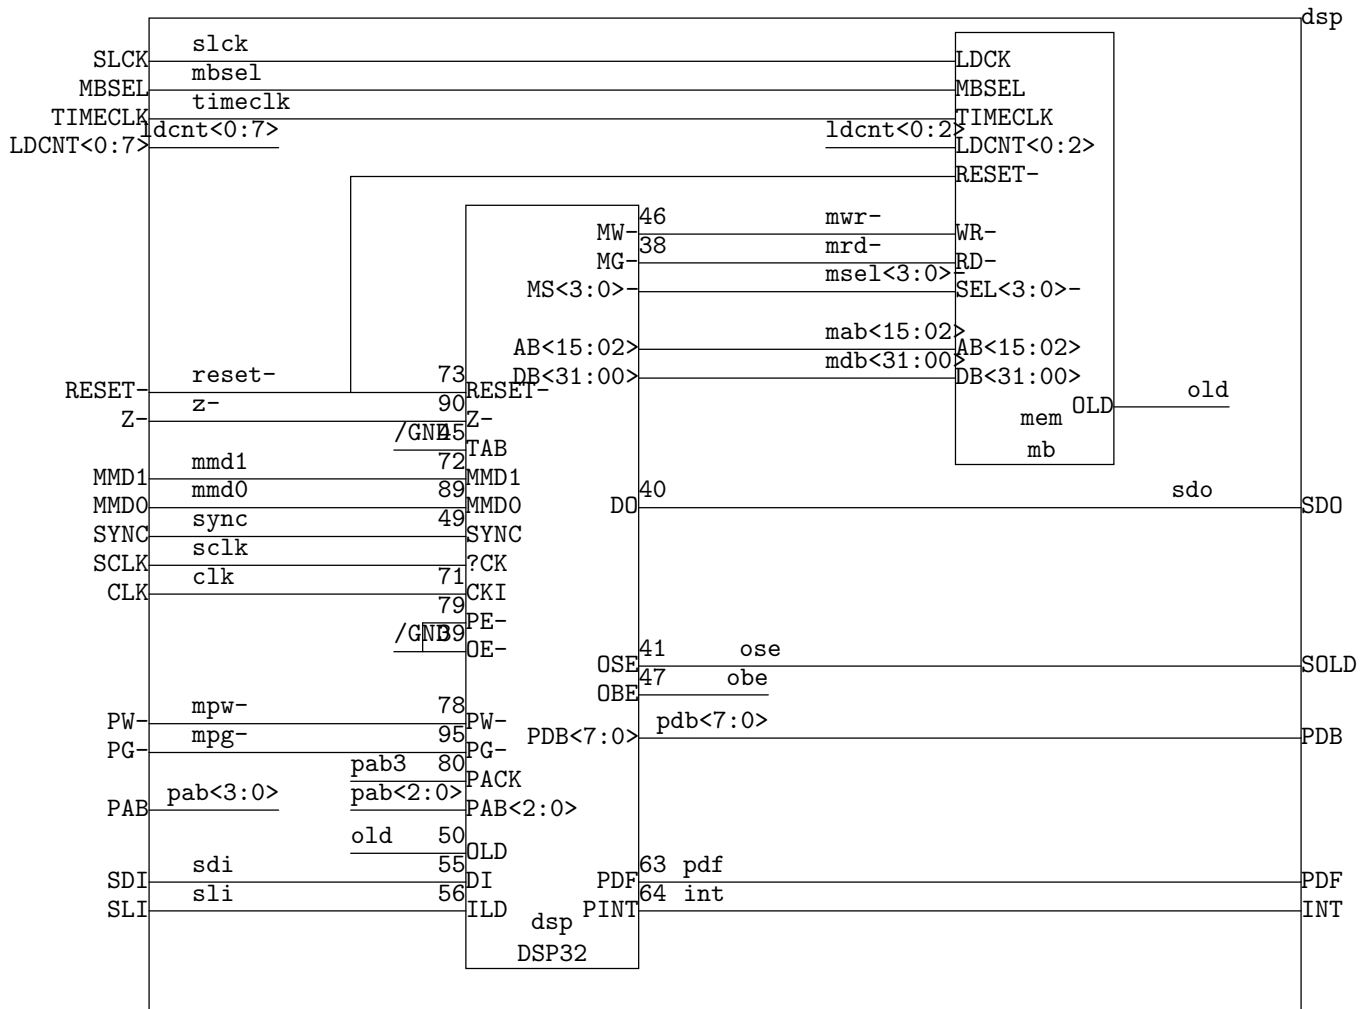 dsp
slck
SLCK LDCK
mbsel
MBSEL MBSEL
timeclk
TIMECLK TIMECLK
ldcnt<0:7> ldcnt<0:2>
LDCNT<0:7> LDCNT<0:2>
RESET-
46 mwr-
MW- WR-
38 mrd-
MG- RD-
msel<3:0>-
MS<3:0>- SEL<3:0>-
mab<15:02>
AB<15:02> AB<15:02>
mdb<31:00>
reset- 73 DB<31:00> DB<31:00>
RESET- RESET- old
z- 90 OLD
Z- Z- mem
/GND 45
TAB mb
mmd1 72
MMD1 MMD1
mmd0 89 40 sdo
MMD0 MMD0 DO SDO
sync 49
SYNC SYNC
sclk
SCLK ?CK
clk 71
CLK CKI
79
PE-
/GND 39
OE- 41 ose
OSE SOLD
47 obe
OBE
mpw- 78 pdb<7:0>
PW- PW-
mpg- 95 PDB<7:0> PDB
PG- PG-
pab3 80
PACK
pab<3:0> pab<2:0>
PAB PAB<2:0>
old 50
OLD
sdi 55 63 pdf
SDI DI PDF PDF
sli 56 64 int
SLI ILD PINT INT
dsp
DSP32